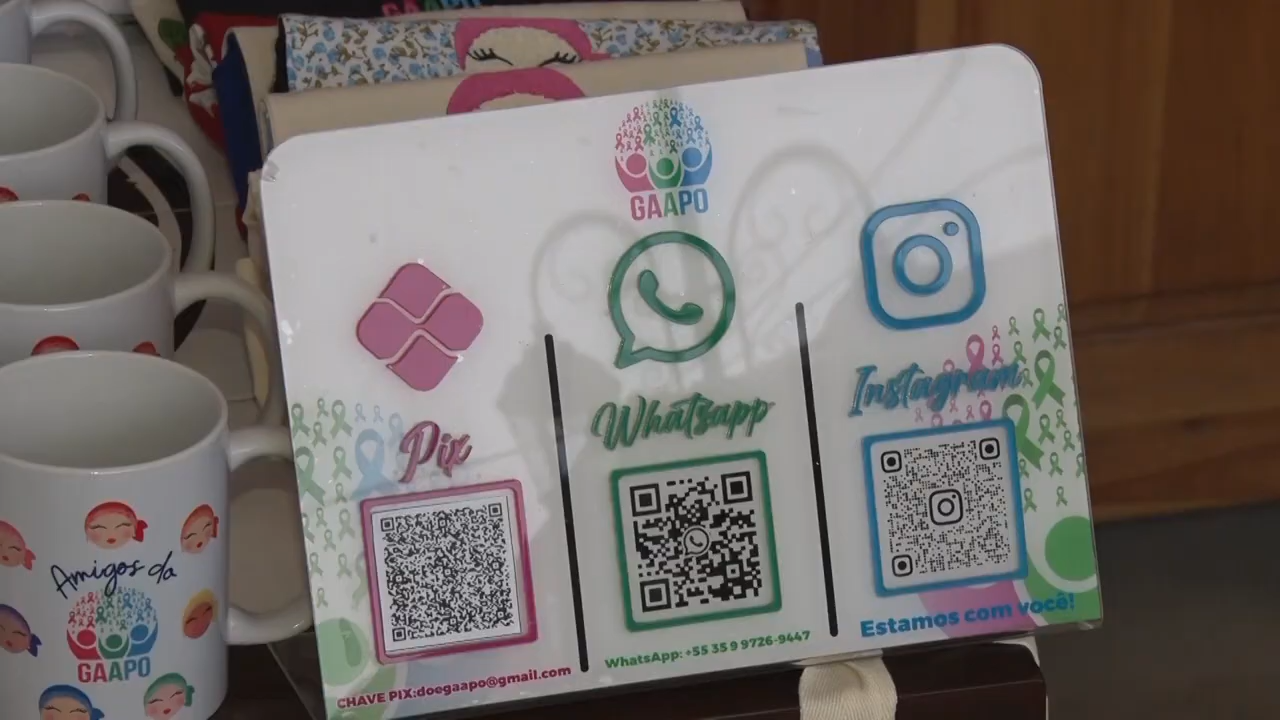 GAAPO
GAAPO
Pix
Whatsapp
Instagram
CHAVE PIX:doegaapo@gmail.com
WhatsApp: +55 35 9 9726-9447
Estamos com você!
Amigos da
GAAPO